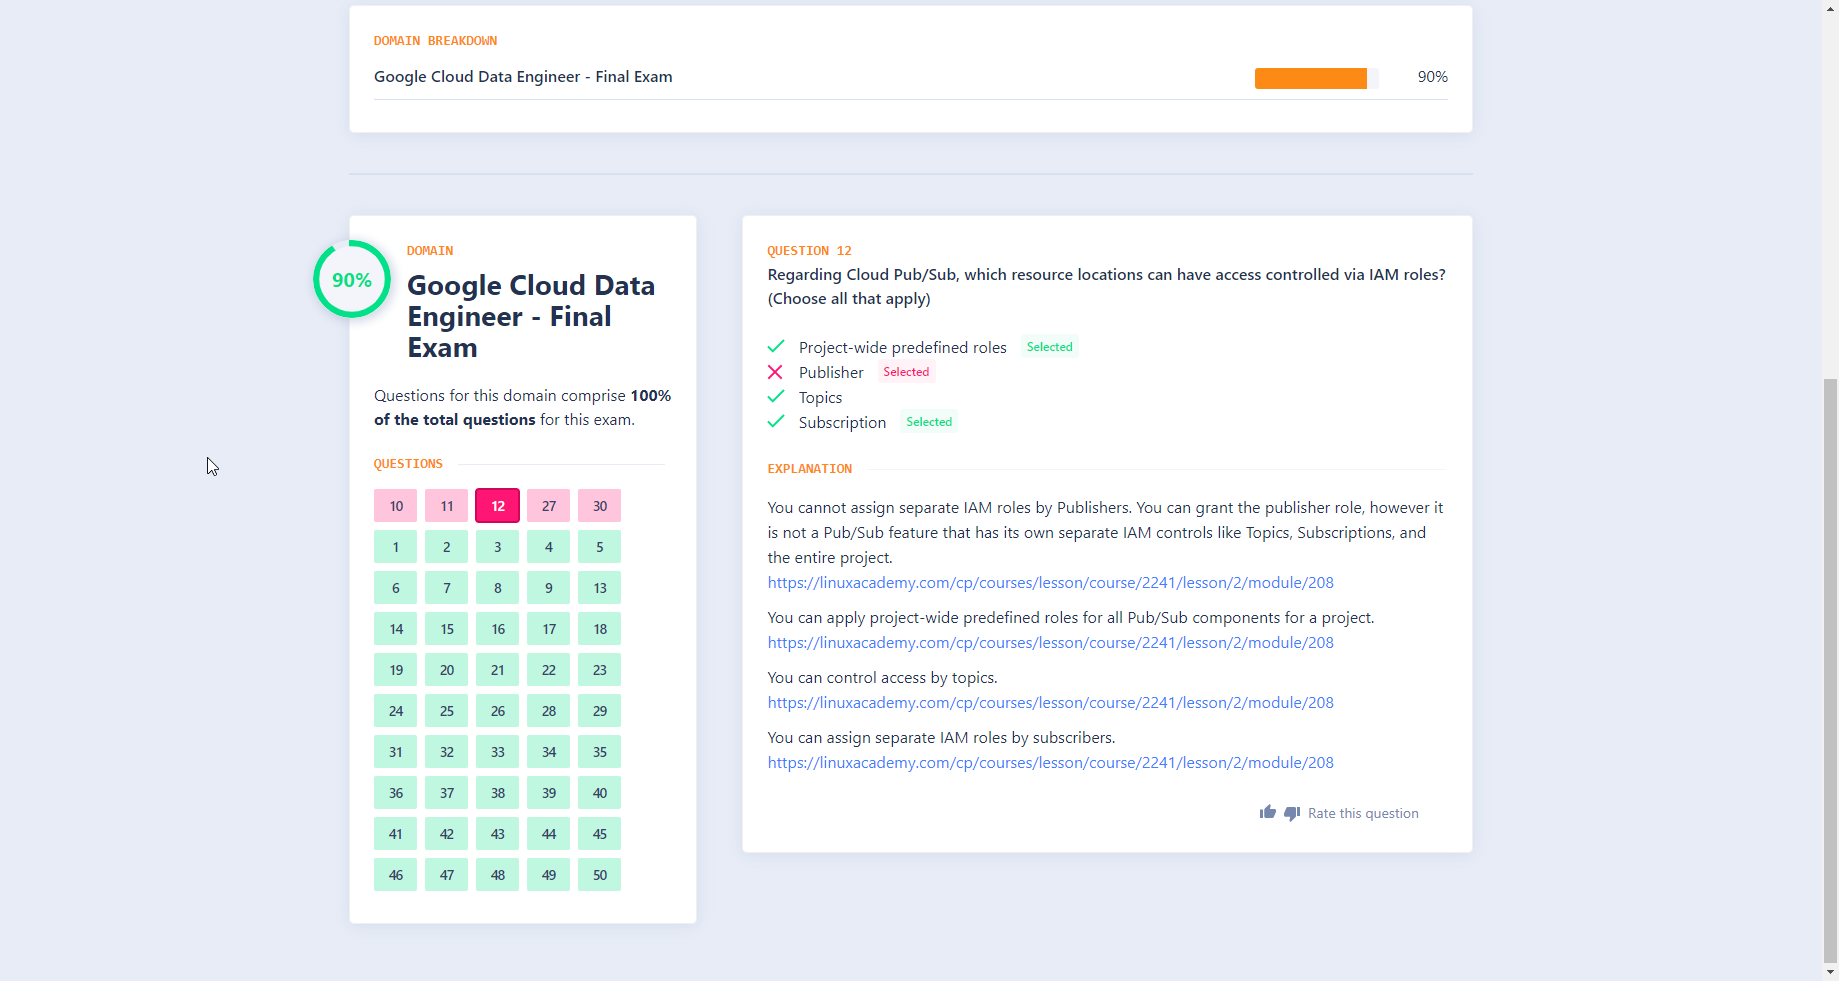 DOMAIN BREAKDOWN
Google Cloud Data Engineer - Final Exam 90%
90%
DOMAIN
Google Cloud Data
Engineer - Final
Exam
Questions for this domain comprise 100%
of the total questions for this exam.
QUESTIONS
10 11 12 27 30
1 2 3 4 5
6 7 8 9 13
14 15 16 17 18
19 20 21 22 23
24 25 26 28 29
31 32 33 34 35
36 37 38 39 40
41 42 43 44 45
46 47 48 49 50
QUESTION 12
Regarding Cloud Pub/Sub, which resource locations can have access controlled via IAM roles?
(Choose all that apply)
Project-wide predefined roles Selected
Publisher Selected
Topics
Subscription Selected
EXPLANATION
You cannot assign separate IAM roles by Publishers. You can grant the publisher role, however it
is not a Pub/Sub feature that has its own separate IAM controls like Topics, Subscriptions, and
the entire project.
https://linuxacademy.com/cp/courses/lesson/course/2241/lesson/2/module/208
You can apply project-wide predefined roles for all Pub/Sub components for a project.
https://linuxacademy.com/cp/courses/lesson/course/2241/lesson/2/module/208
You can control access by topics.
https://linuxacademy.com/cp/courses/lesson/course/2241/lesson/2/module/208
You can assign separate IAM roles by subscribers.
https://linuxacademy.com/cp/courses/lesson/course/2241/lesson/2/module/208
Rate this question